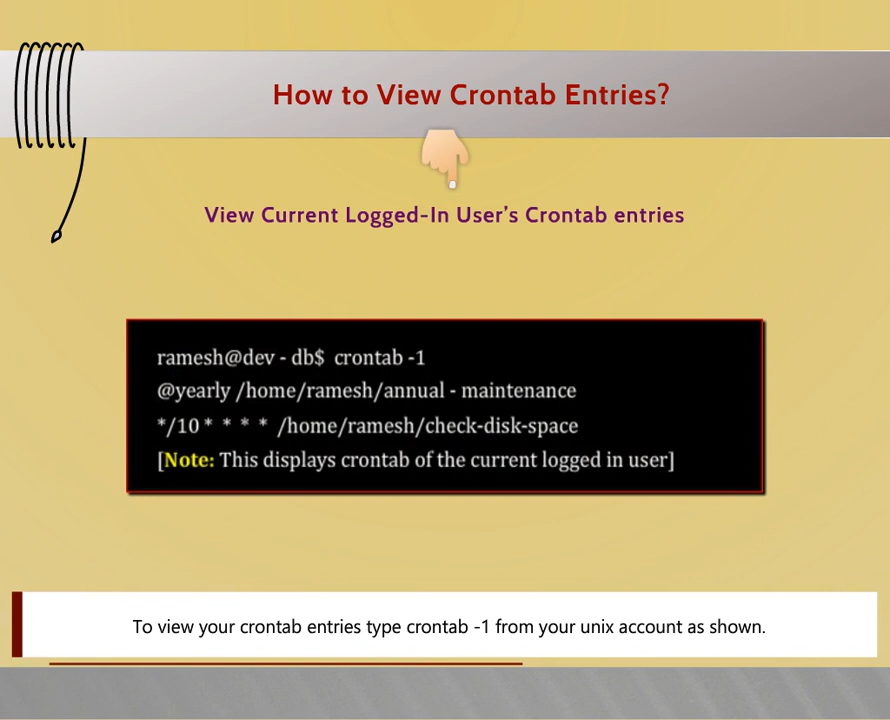 How to View Crontab Entries?
View Current Logged-In User's Crontab entries
ramesh@dev - db$ crontab -1
@yearly /home/ramesh/annual - maintenance
*/10 * * * * /home/ramesh/check-disk-space
[Note: This displays crontab of the current logged in user]
To view your crontab entries type crontab -1 from your unix account as shown.